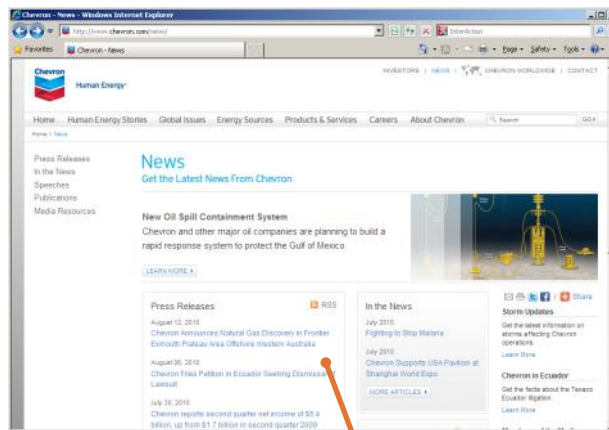 Chevron - News - Windows Internet Explorer
http://www.chevron.com/news/
InterAction
Favorites
Chevron - News
Page
Safety
Tools
Chevron
Human Energy
INVESTORS | NEWS | CHEVRON WORLDWIDE | CONTACT
Home Human Energy Stories Global Issues Energy Sources Products & Services Careers About Chevron
Search
GO
Home > News
Press Releases
In the News
Speeches
Publications
Media Resources
News
Get the Latest News From Chevron
New Oil Spill Containment System
Chevron and other major oil companies are planning to build a
rapid response system to protect the Gulf of Mexico.
LEARN MORE
Press Releases
RSS
August 12, 2010
Chevron Announces Natural Gas Discovery in Frontier
Exmouth Plateau Area Offshore Western Australia
August 06, 2010
Chevron Files Petition in Ecuador Seeking Dismissal of
Lawsuit
July 30, 2010
Chevron reports second quarter net income of $5.4
billion, up from $1.7 billion in second quarter 2009
In the News
July 2010
Fighting to Stop Malaria
July 2010
Chevron Supports USA Pavilion at
Shanghai World Expo
MORE ARTICLES
Share
Storm Updates
Get the latest information on
storms affecting Chevron
operations.
Learn More
Chevron in Ecuador
Get the facts about the Texaco
Ecuador litigation.
Learn More